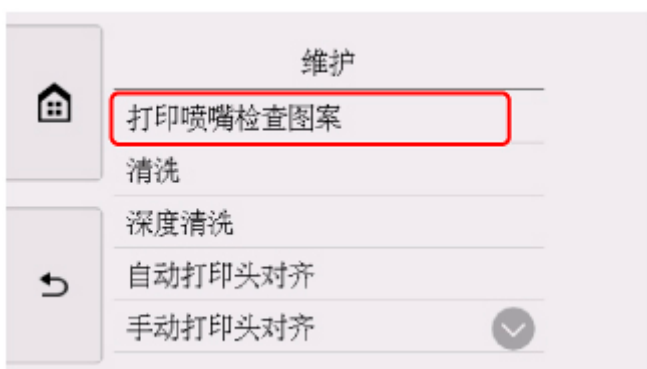 维护
打印喷嘴检查图案
清洗
深度清洗
自动打印头对齐
手动打印头对齐